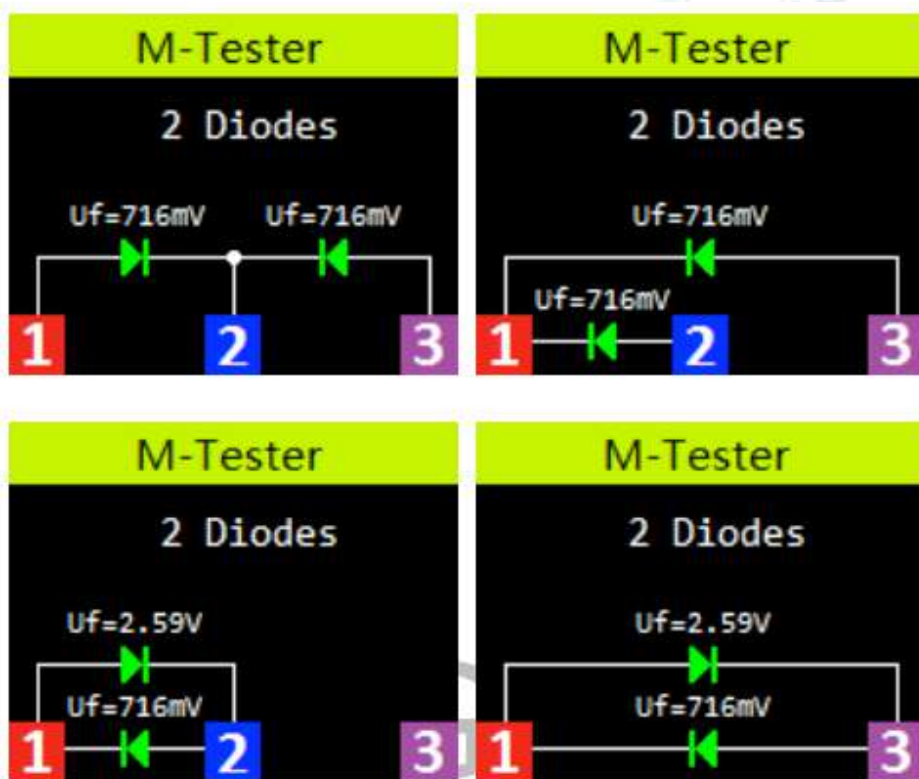 M-Tester
2 Diodes
Uf=716mV Uf=716mV
1 2 3
M-Tester
2 Diodes
Uf=716mV
Uf=716mV
1 2 3
M-Tester
2 Diodes
Uf=2.59V
Uf=716mV
1 2 3
M-Tester
2 Diodes
Uf=2.59V
Uf=716mV
1 3